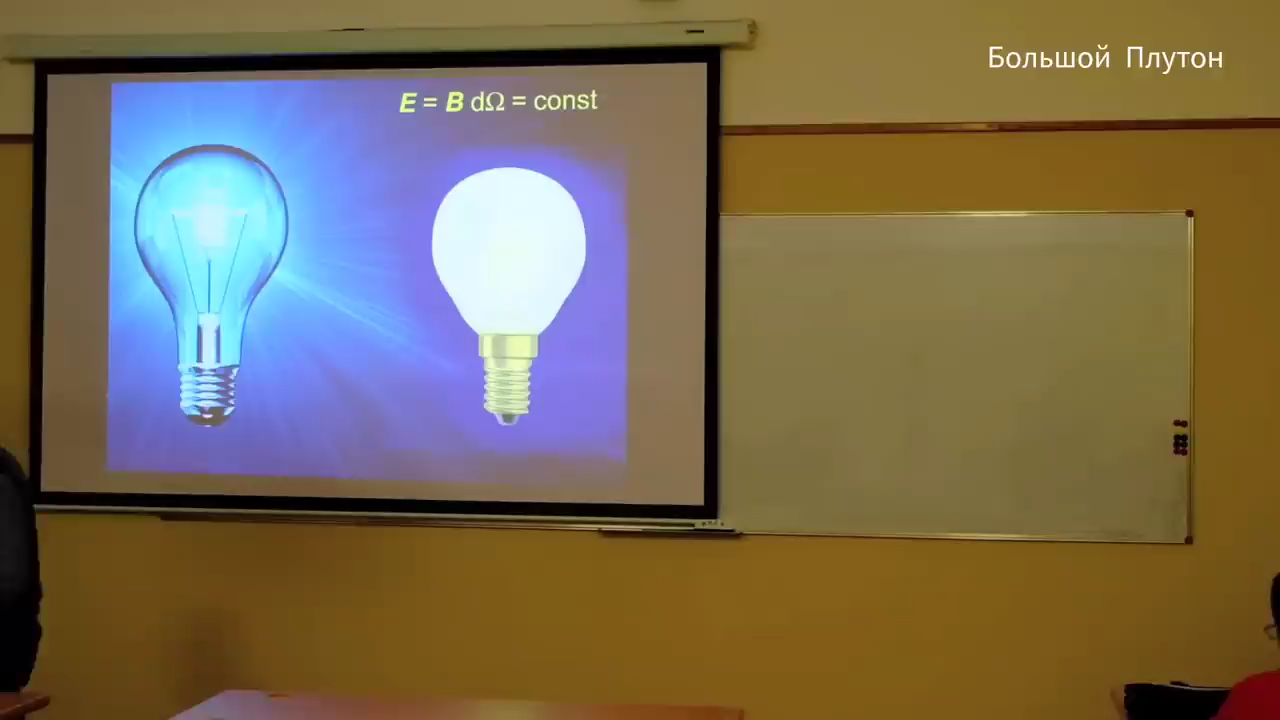 Большой Плутон
E = B dΩ = const